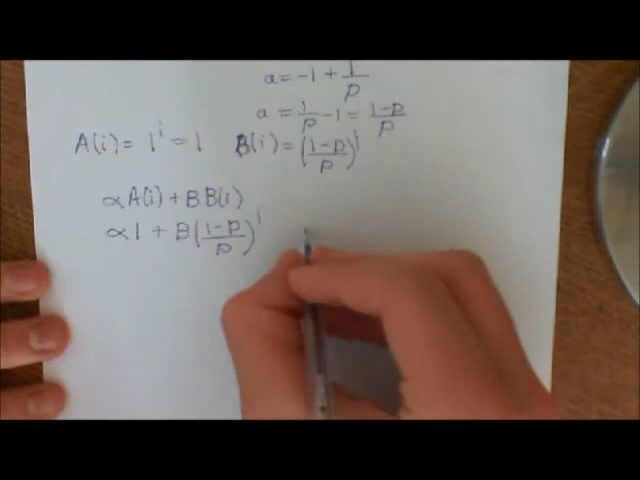 a = -1 + 1/p
a = 1/p - 1 = 1-p/p
A(i) = 1^i = 1 B(i) = (1-p/p)^i
αA(i) + BB(i)
α1 + B(1-p/p)^i